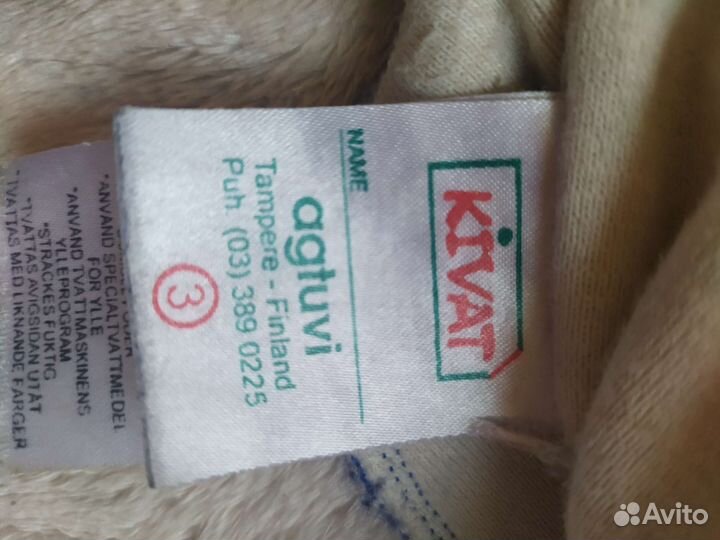 KIVAT
NAME
agtuvi
Tampere - Finland
Puh. (03) 389 0225
3
*ANVÄND SPECIALTVÄTTMEDEL
FÖR YLLE
*ANVÄND TVÄTTMASKINENS
YLLEPROGRAM
*STRÄCKES FUKTIG
*TVÄTTAS AVIGSIDAN UTÅT
*TVÄTTAS MED LIKNANDE FÄRGER
Avito